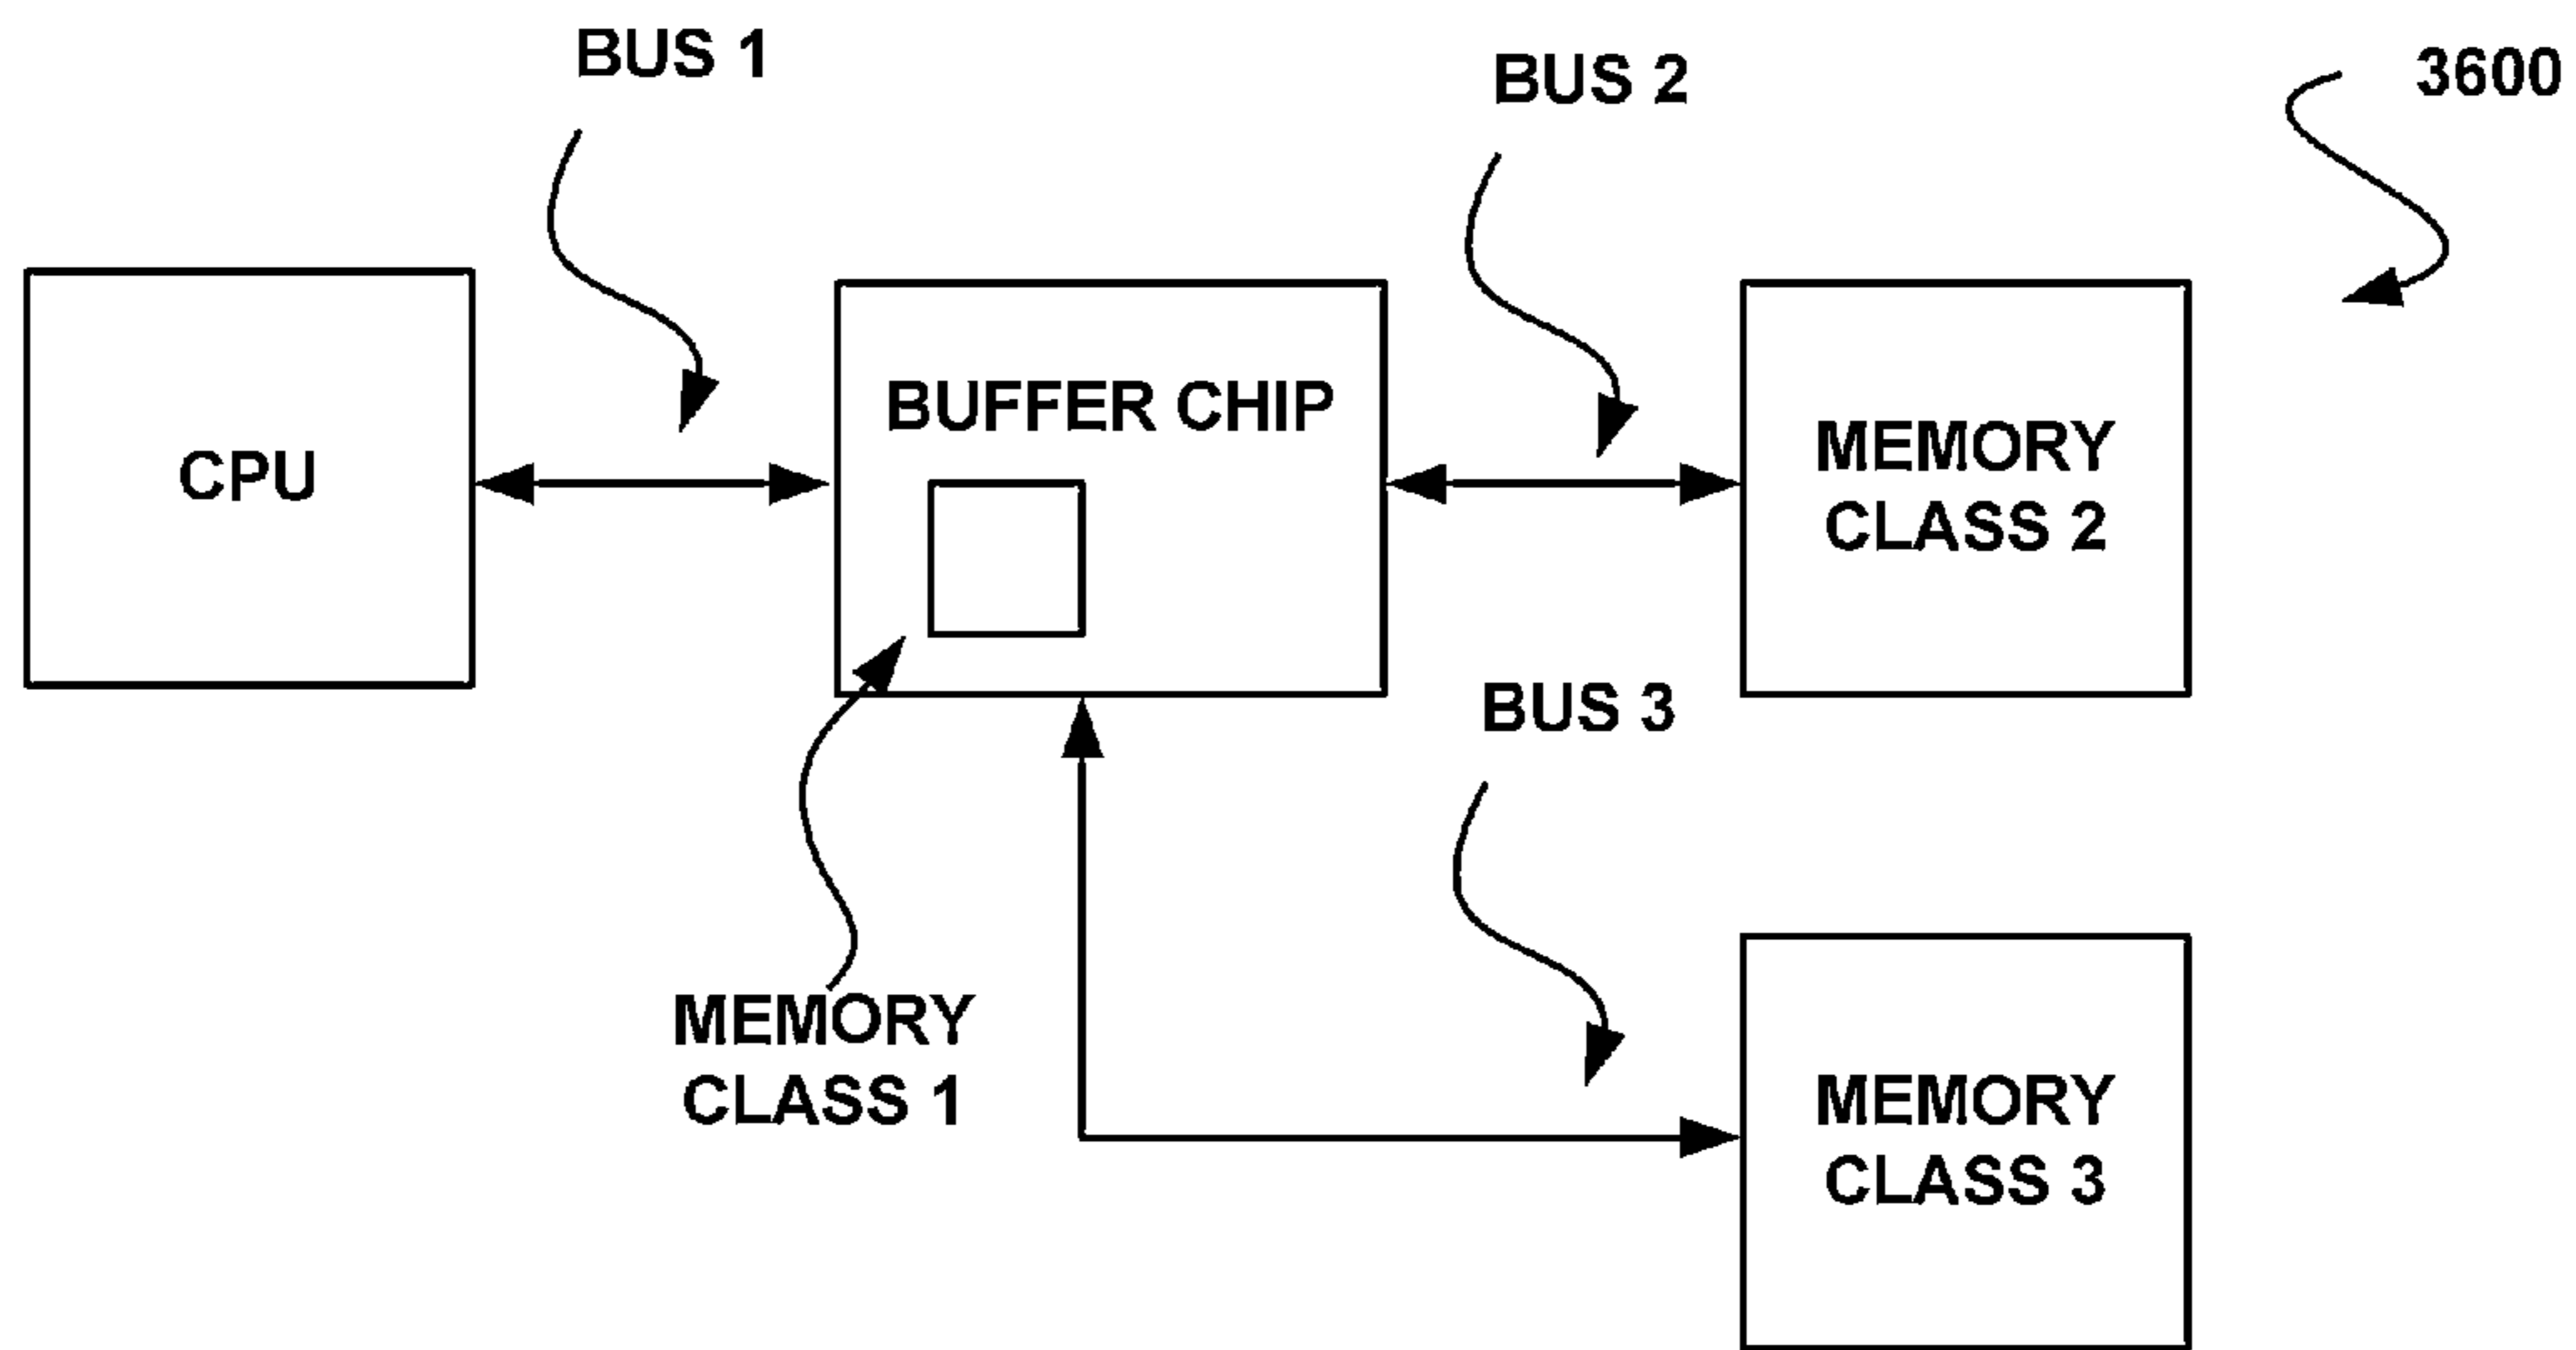 BUS 1
BUS 2
3600
CPU
BUFFER CHIP
MEMORY
CLASS 2
BUS 3
MEMORY
CLASS 1
MEMORY
CLASS 3